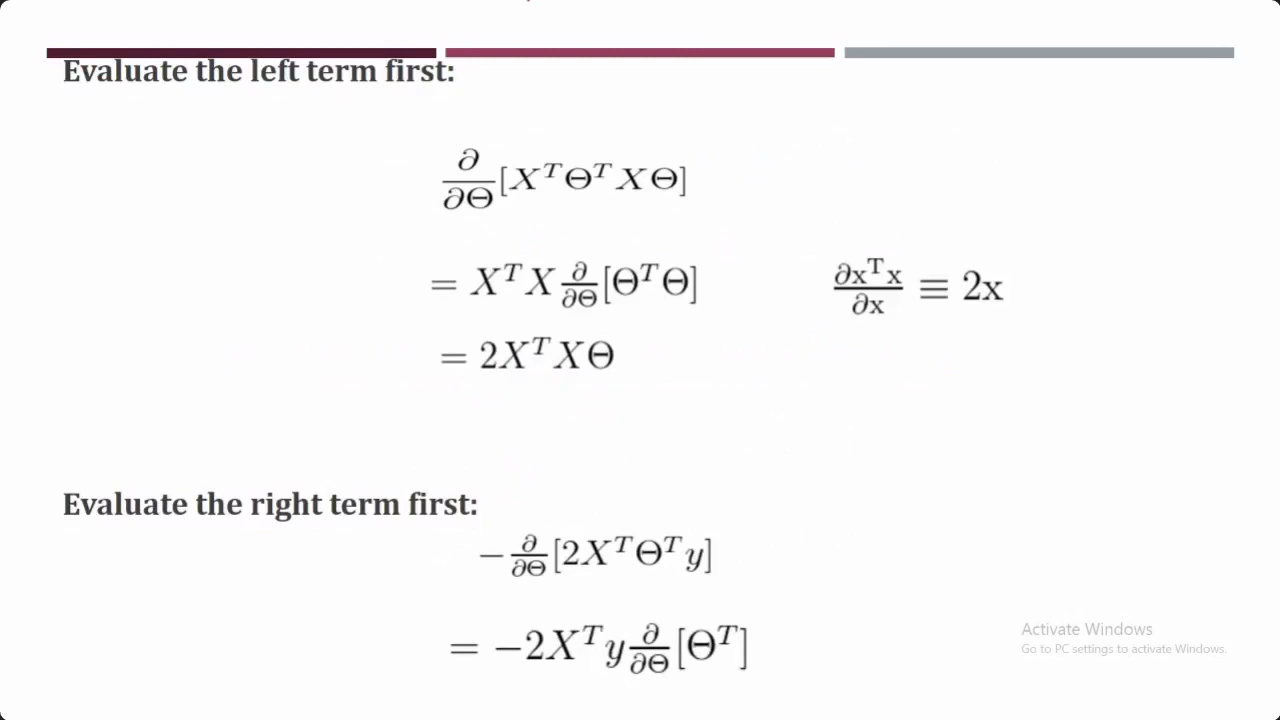 Evaluate the left term first:
∂/∂Θ [X^T Θ^T X Θ]
= X^T X ∂/∂Θ [Θ^T Θ]
∂x^T x/∂x ≡ 2x
= 2X^T XΘ
Evaluate the right term first:
− ∂/∂Θ [2X^T Θ^T y]
= −2X^T y ∂/∂Θ [Θ^T]
Activate Windows
Go to PC settings to activate Windows.